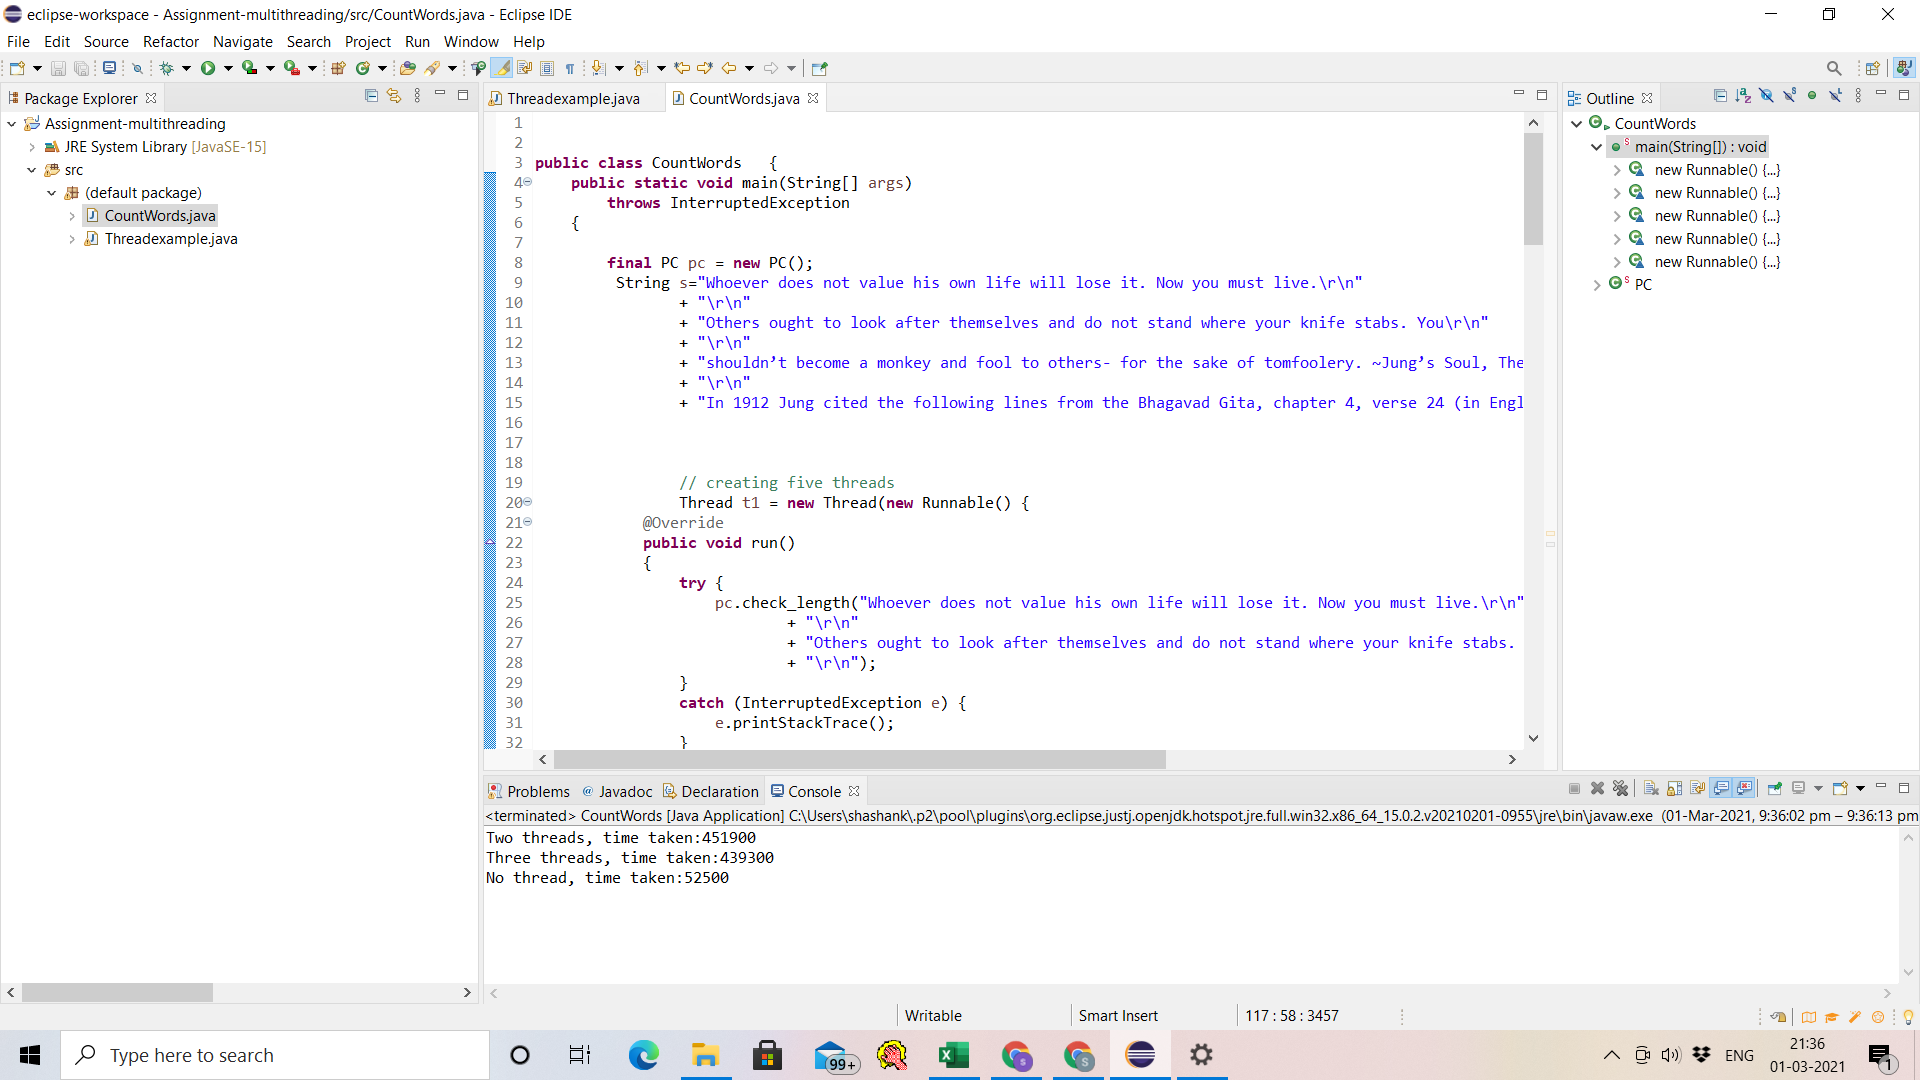 eclipse-workspace - Assignment-multithreading/src/CountWords.java - Eclipse IDE
File Edit Source Refactor Navigate Search Project Run Window Help
Package Explorer
Assignment-multithreading
JRE System Library [JavaSE-15]
src
(default package)
CountWords.java
Threadexample.java
Threadexample.java CountWords.java
1
2
3 public class CountWords {
4 public static void main(String[] args)
5 throws InterruptedException
6 {
7
8 final PC pc = new PC();
9 String s="Whoever does not value his own life will lose it. Now you must live.\r\n"
10 + "\r\n"
11 + "Others ought to look after themselves and do not stand where your knife stabs. You\r\n"
12 + "\r\n"
13 + "shouldn’t become a monkey and fool to others- for the sake of tomfoolery. ~Jung’s Soul, The
14 + "\r\n"
15 + "In 1912 Jung cited the following lines from the Bhagavad Gita, chapter 4, verse 24 (in Engl
16
17
18
19 // creating five threads
20 Thread t1 = new Thread(new Runnable() {
21 @Override
22 public void run()
23 {
24 try {
25 pc.check_length("Whoever does not value his own life will lose it. Now you must live.\r\n"
26 + "\r\n"
27 + "Others ought to look after themselves and do not stand where your knife stabs.
28 + "\r\n");
29 }
30 catch (InterruptedException e) {
31 e.printStackTrace();
32 }
Outline
CountWords
main(String[]) : void
new Runnable() {...}
new Runnable() {...}
new Runnable() {...}
new Runnable() {...}
new Runnable() {...}
PC
Problems @ Javadoc Declaration Console
<terminated> CountWords [Java Application] C:\Users\shashank\.p2\pool\plugins\org.eclipse.justj.openjdk.hotspot.jre.full.win32.x86_64_15.0.2.v20210201-0955\jre\bin\javaw.exe (01-Mar-2021, 9:36:02 pm – 9:36:13 pm
Two threads, time taken:451900
Three threads, time taken:439300
No thread, time taken:52500
Writable Smart Insert 117 : 58 : 3457
Type here to search
99+
ENG
21:36
01-03-2021
1